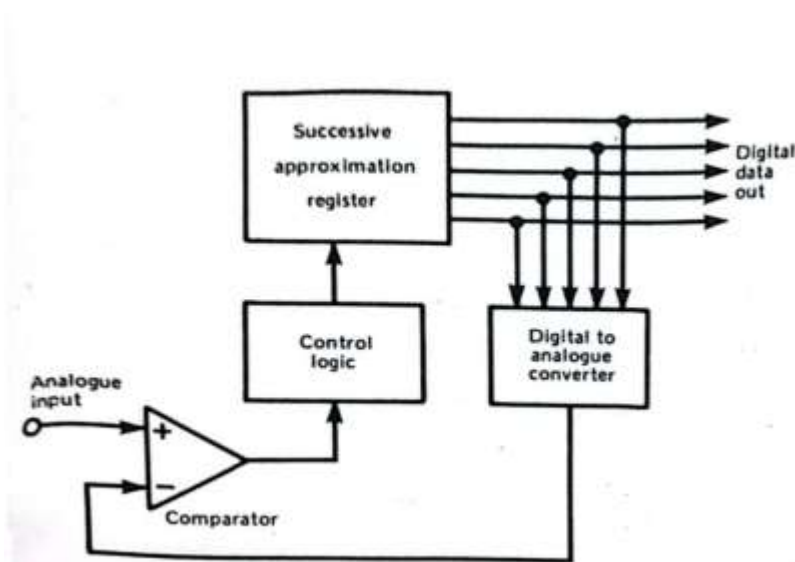 Successive
approximation
register
Digital
data
out
Control
logic
Digital to
analogue
converter
Analogue
input
+
−
Comparator